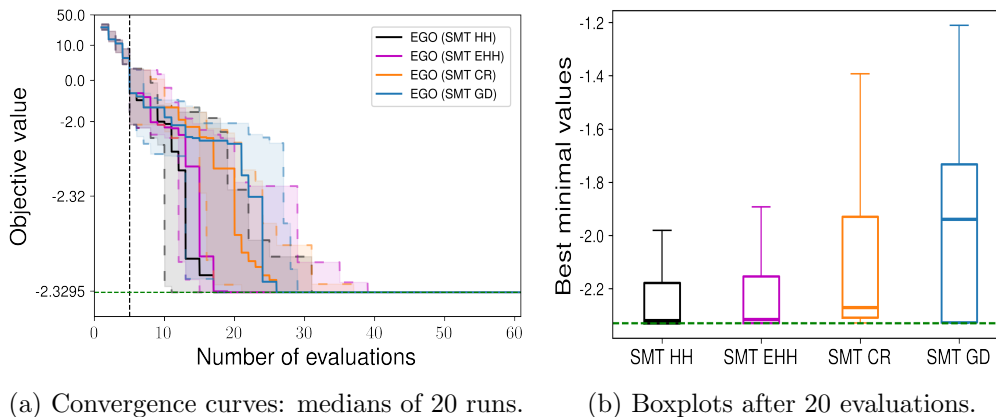 50.0
10.0
0.0
-2.0
-2.32
-2.3295
Objective value
EGO (SMT HH)
EGO (SMT EHH)
EGO (SMT CR)
EGO (SMT GD)
0
10
20
30
40
50
60
Number of evaluations
(a) Convergence curves: medians of 20 runs.
-1.2
-1.4
-1.6
-1.8
-2.0
-2.2
Best minimal values
SMT HH
SMT EHH
SMT CR
SMT GD
(b) Boxplots after 20 evaluations.